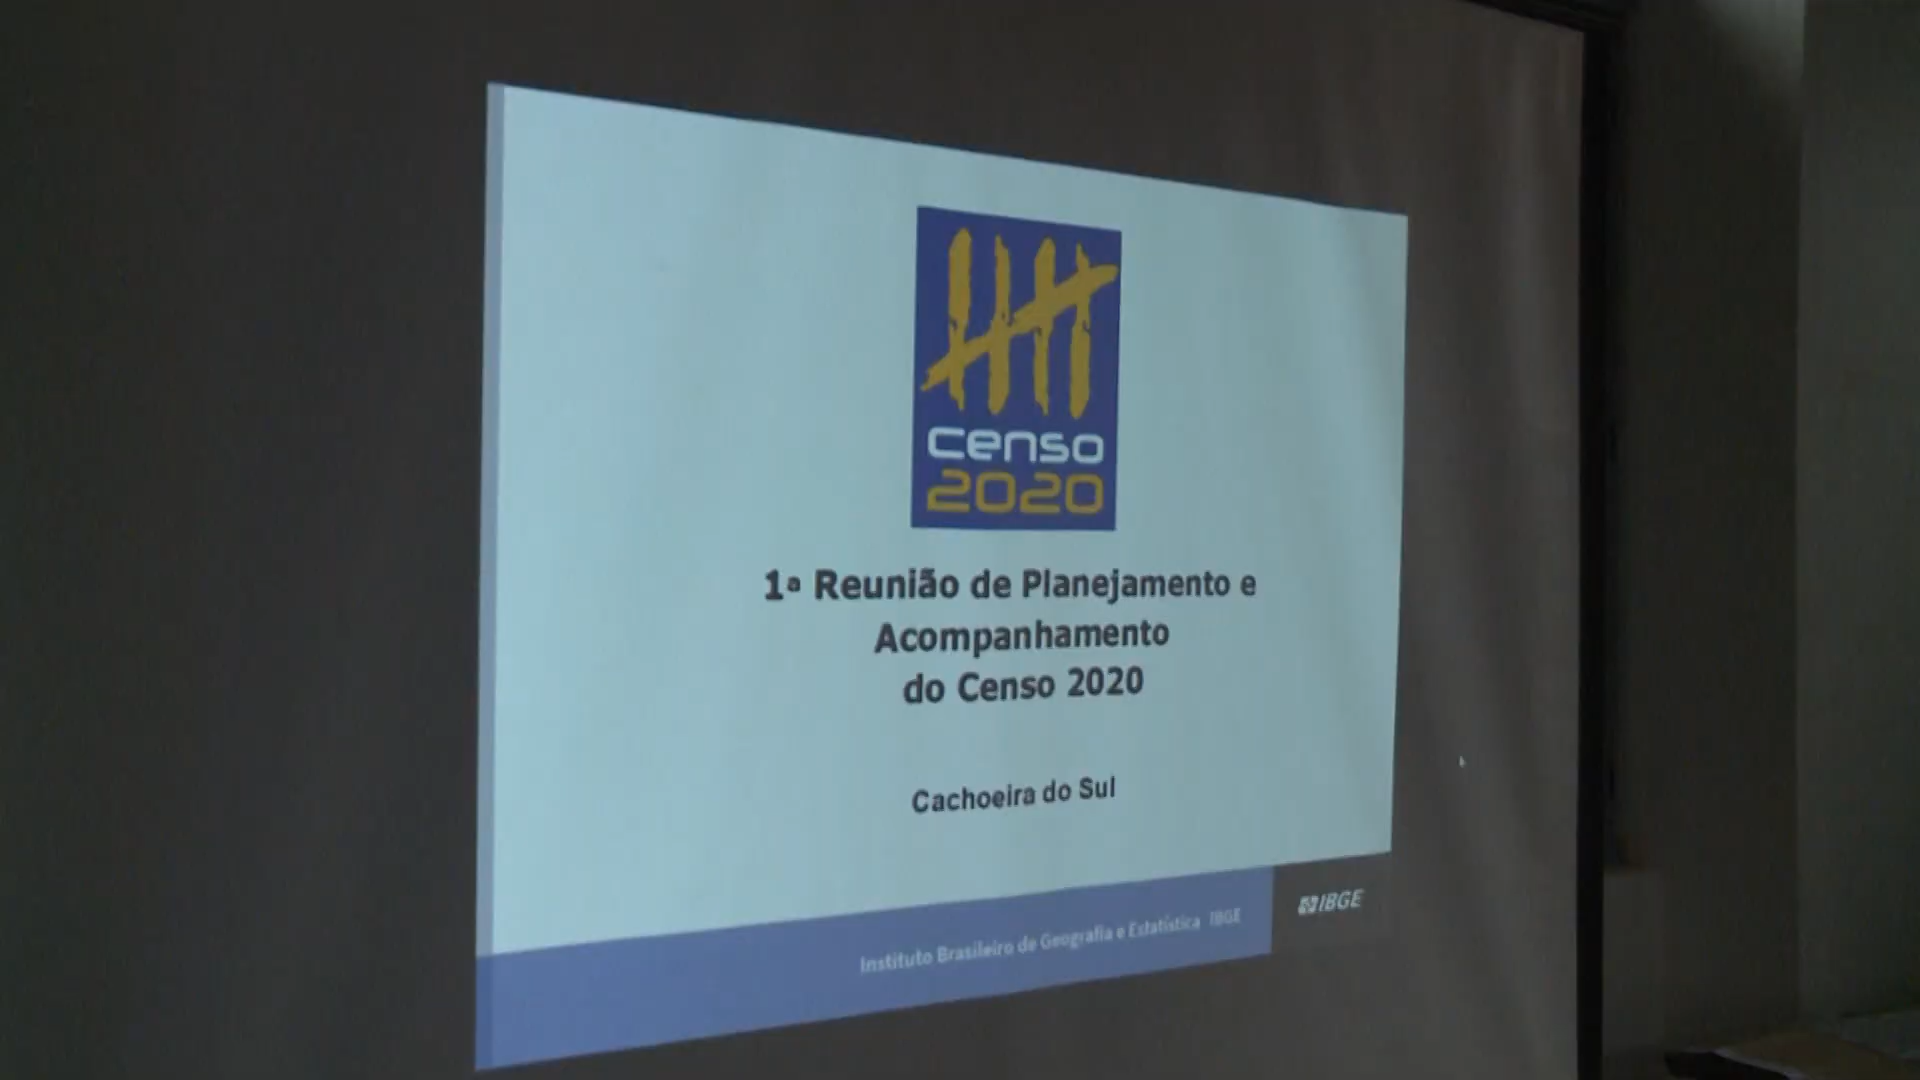 censo
2020
1ª Reunião de Planejamento e
Acompanhamento
do Censo 2020
Cachoeira do Sul
Instituto Brasileiro de Geografia e Estatística IBGE
IBGE